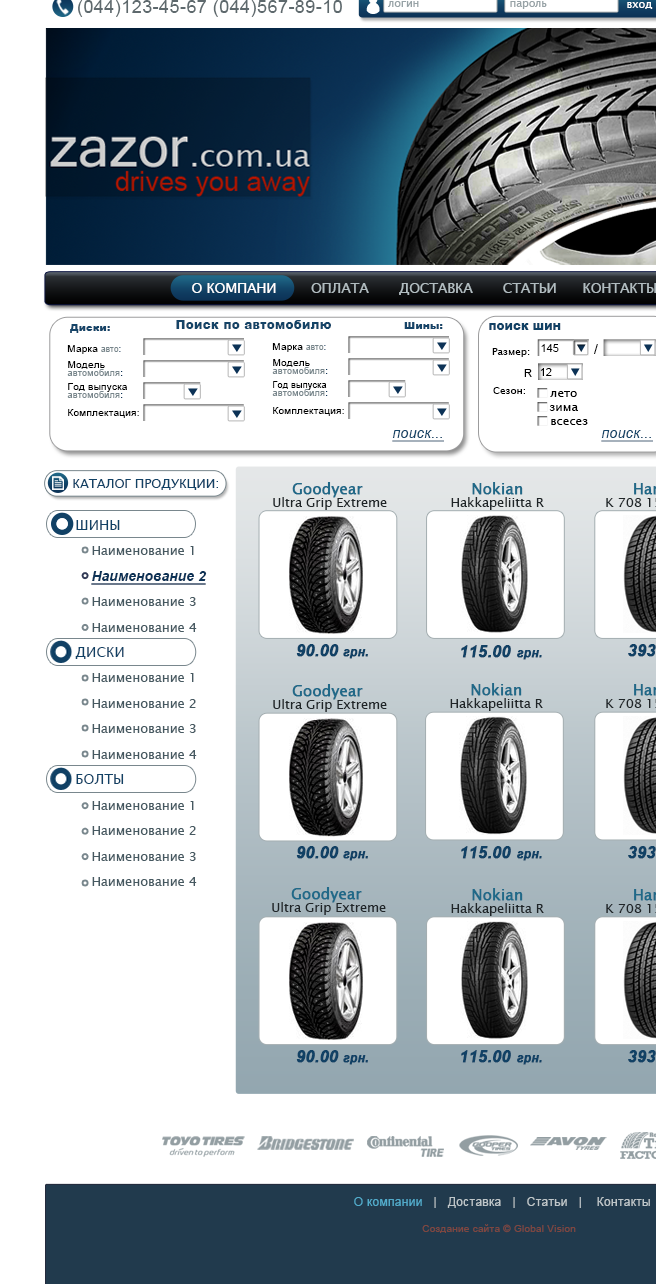 (044)123-45-67 (044)567-89-10 логин пароль вход
zazor.com.ua
drives you away
g-Force
О КОМПАНИ ОПЛАТА ДОСТАВКА СТАТЬИ КОНТАКТЫ
Диски: Поиск по автомобилю Шины: поиск шин
Марка авто: Марка авто: Размер: 145 /
Модель автомобиля: Модель автомобиля: R 12
Год выпуска автомобиля: Год выпуска автомобиля: Сезон: лето
зима
Комплектация: Комплектация: всесез
поиск... поиск...
КАТАЛОГ ПРОДУКЦИИ:
ШИНЫ
Наименование 1
Наименование 2
Наименование 3
Наименование 4
ДИСКИ
Наименование 1
Наименование 2
Наименование 3
Наименование 4
БОЛТЫ
Наименование 1
Наименование 2
Наименование 3
Наименование 4
Goodyear Nokian Han
Ultra Grip Extreme Hakkapeliitta R K 708 1
90.00 грн. 115.00 грн. 393
Goodyear Nokian Han
Ultra Grip Extreme Hakkapeliitta R K 708 1
90.00 грн. 115.00 грн. 393
Goodyear Nokian Han
Ultra Grip Extreme Hakkapeliitta R K 708 1
90.00 грн. 115.00 грн. 393
TOYO TIRES BRIDGESTONE Continental COOPER AVON
driven to perform TIRE TIRES TYRES FACTO
О компании | Доставка | Статьи | Контакты
Создание сайта © Global Vision